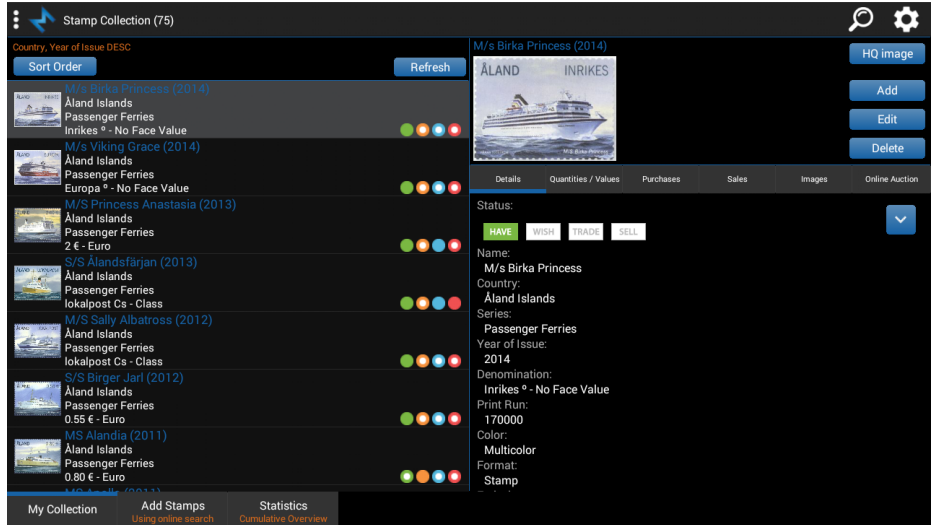 Stamp Collection (75)
Country, Year of Issue DESC
Sort Order
Refresh
M/s Birka Princess (2014)
Åland Islands
Passenger Ferries
Inrikes º - No Face Value
M/s Viking Grace (2014)
Åland Islands
Passenger Ferries
Europa º - No Face Value
M/S Princess Anastasia (2013)
Åland Islands
Passenger Ferries
2 € - Euro
S/S Ålandsfärjan (2013)
Åland Islands
Passenger Ferries
lokalpost Cs - Class
M/S Sally Albatross (2012)
Åland Islands
Passenger Ferries
lokalpost Cs - Class
S/S Birger Jarl (2012)
Åland Islands
Passenger Ferries
0.55 € - Euro
MS Alandia (2011)
Åland Islands
Passenger Ferries
0.80 € - Euro
MS Apollo (2011)
My Collection
Add Stamps
Using online search
Statistics
Cumulative Overview
M/s Birka Princess (2014)
ÅLAND INRIKES
M/S Birka Princess
HQ image
Add
Edit
Delete
Details Quantities / Values Purchases Sales Images Online Auction
Status:
HAVE WISH TRADE SELL
Name:
M/s Birka Princess
Country:
Åland Islands
Series:
Passenger Ferries
Year of Issue:
2014
Denomination:
Inrikes º - No Face Value
Print Run:
170000
Color:
Multicolor
Format:
Stamp